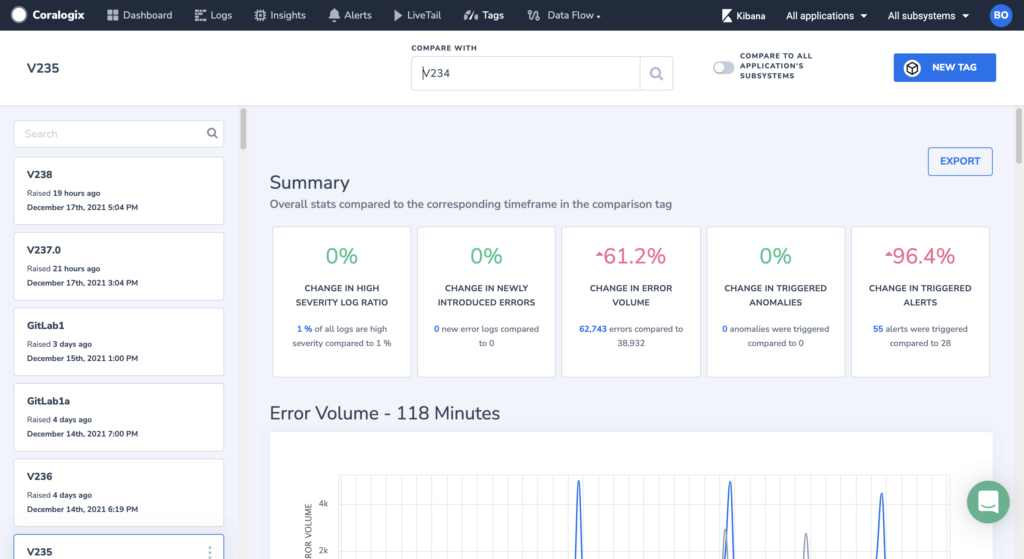 Coralogix
Dashboard
Logs
Insights
Alerts
LiveTail
Tags
Data Flow
Kibana
All applications
All subsystems
BO
V235
COMPARE WITH
V234
COMPARE TO ALL
APPLICATION'S
SUBSYSTEMS
NEW TAG
Search
V238
Raised 19 hours ago
December 17th, 2021 5:04 PM
V237.0
Raised 21 hours ago
December 17th, 2021 3:04 PM
GitLab1
Raised 3 days ago
December 15th, 2021 1:00 PM
GitLab1a
Raised 4 days ago
December 14th, 2021 7:00 PM
V236
Raised 4 days ago
December 14th, 2021 6:19 PM
V235
EXPORT
Summary
Overall stats compared to the corresponding timeframe in the comparison tag
0%
CHANGE IN HIGH
SEVERITY LOG RATIO
1 % of all logs are high
severity compared to 1 %
0%
CHANGE IN NEWLY
INTRODUCED ERRORS
0 new error logs compared
to 0
61.2%
CHANGE IN ERROR
VOLUME
62,743 errors compared to
38,932
0%
CHANGE IN TRIGGERED
ANOMALIES
0 anomalies were triggered
compared to 0
96.4%
CHANGE IN TRIGGERED
ALERTS
55 alerts were triggered
compared to 28
Error Volume - 118 Minutes
4k
2k
ROR VOLUME